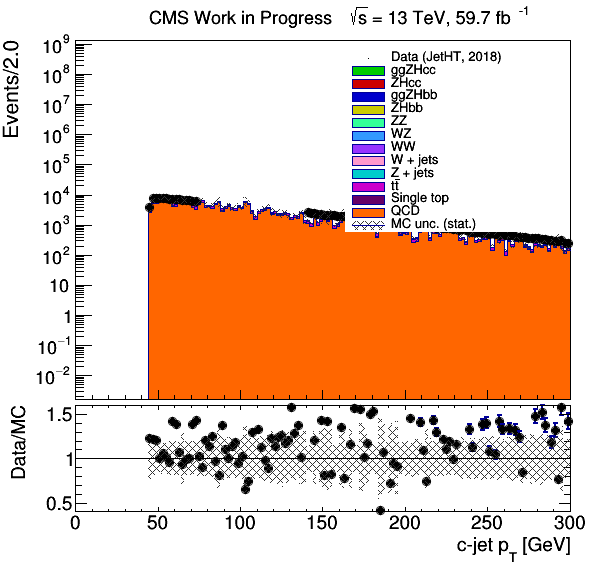 CMS Work in Progress √s = 13 TeV, 59.7 fb⁻¹
Events/2.0
10⁹
10⁸
10⁷
10⁶
10⁵
10⁴
10³
10²
10
1
10⁻¹
10⁻²
Data (JetHT, 2018)
ggZHcc
ZHcc
ggZHbb
ZHbb
ZZ
WZ
WW
W + jets
Z + jets
tt̄
Single top
QCD
MC unc. (stat.)
Data/MC
1.5
1
0.5
0 50 100 150 200 250 300
c-jet p_T [GeV]